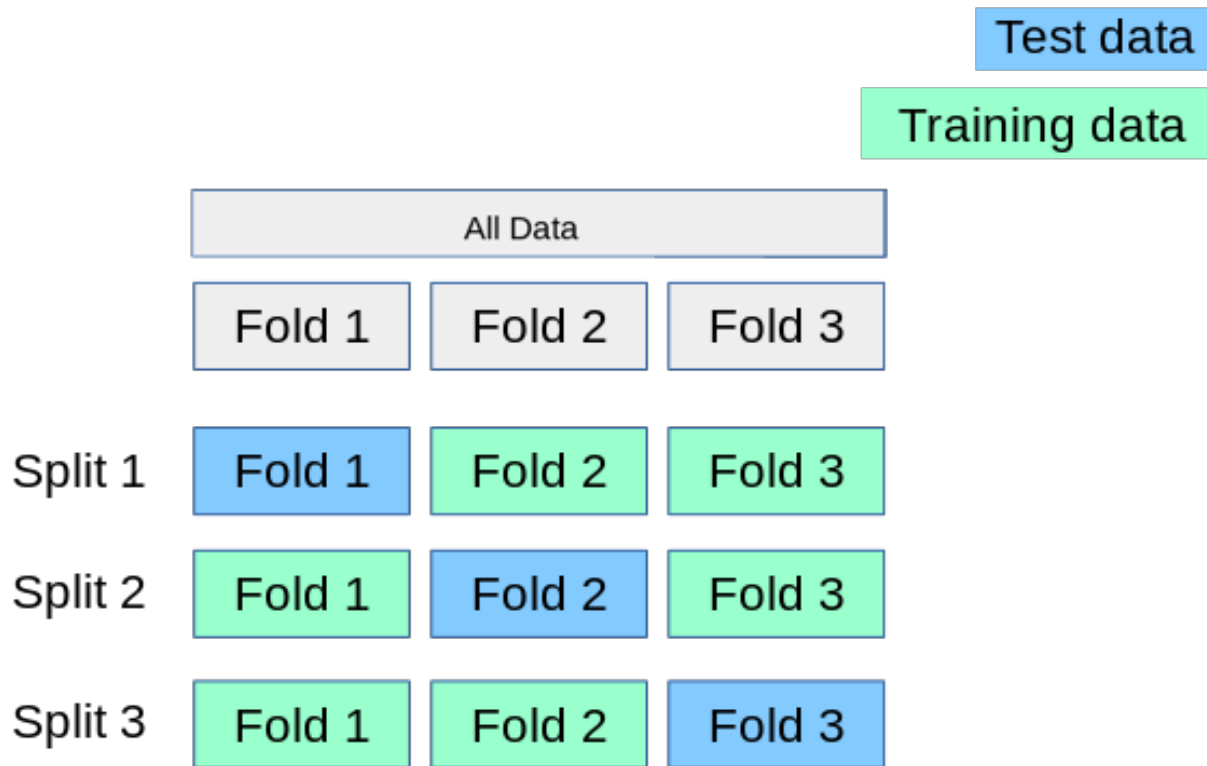 Test data
Training data
All Data
Fold 1 Fold 2 Fold 3
Split 1 Fold 1 Fold 2 Fold 3
Split 2 Fold 1 Fold 2 Fold 3
Split 3 Fold 1 Fold 2 Fold 3